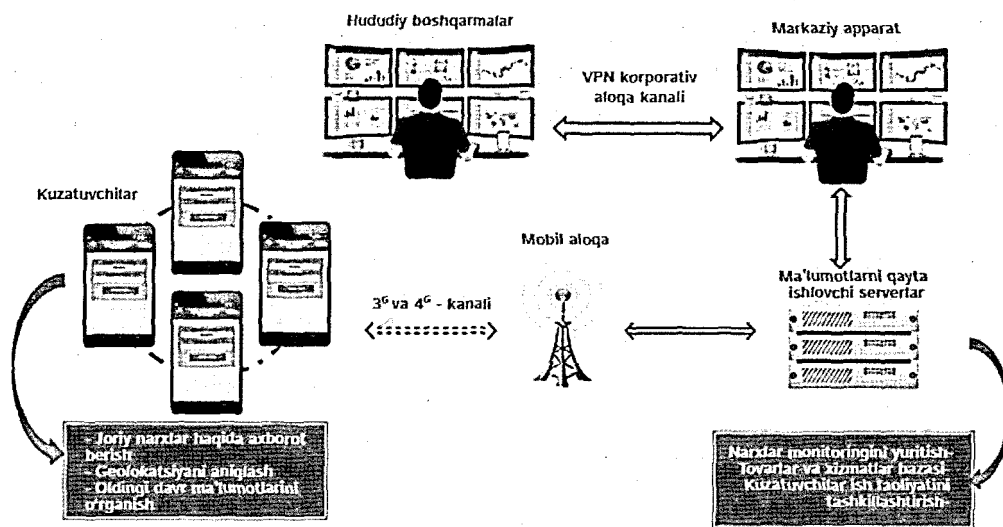 Hududiy boshqarmalar
Markaziy apparat
VPN korporativ
aloqa kanali
Kuzatuvchilar
Mobil aloqa
3G va 4G - kanali
Ma'lumotlarni qayta
ishlovchi serverlar
- Joriy narxlar haqida axborot
berish
- Geolokatsiyani aniqlash
- Oldingi davr ma'lumotlarini
o'rganish
Narxlar monitoringini yuritish-
Tovarlar va xizmatlar bazasi-
Kuzatuvchilar ish faoliyatini
tashkillashtirish-